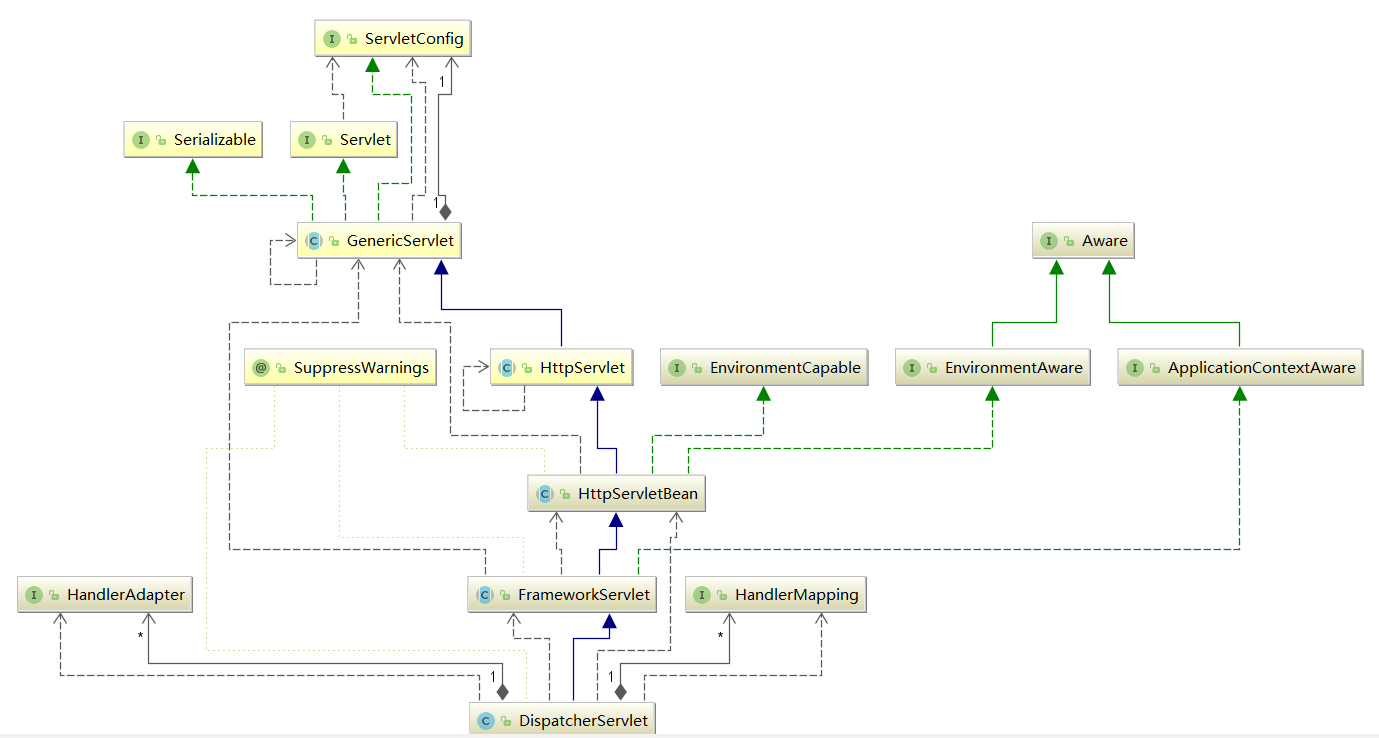 I ServletConfig
1
I Serializable
I Servlet
1
C GenericServlet
I Aware
@ SuppressWarnings
C HttpServlet
I EnvironmentCapable
I EnvironmentAware
I ApplicationContextAware
C HttpServletBean
I HandlerAdapter
C FrameworkServlet
I HandlerMapping
*
*
1
1
C DispatcherServlet